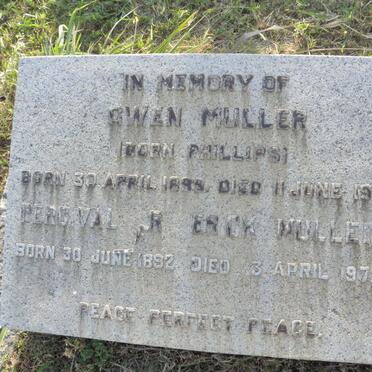 IN MEMORY OF
GWEN MULLER
(BORN PHILLIPS)
BORN 30 APRIL 1899, DIED 11 JUNE, 19
PERCIVAL MULLER
BORN 30 JUNE 1892 DIED 3 APRIL 197
PEACE PERFECT PEACE.